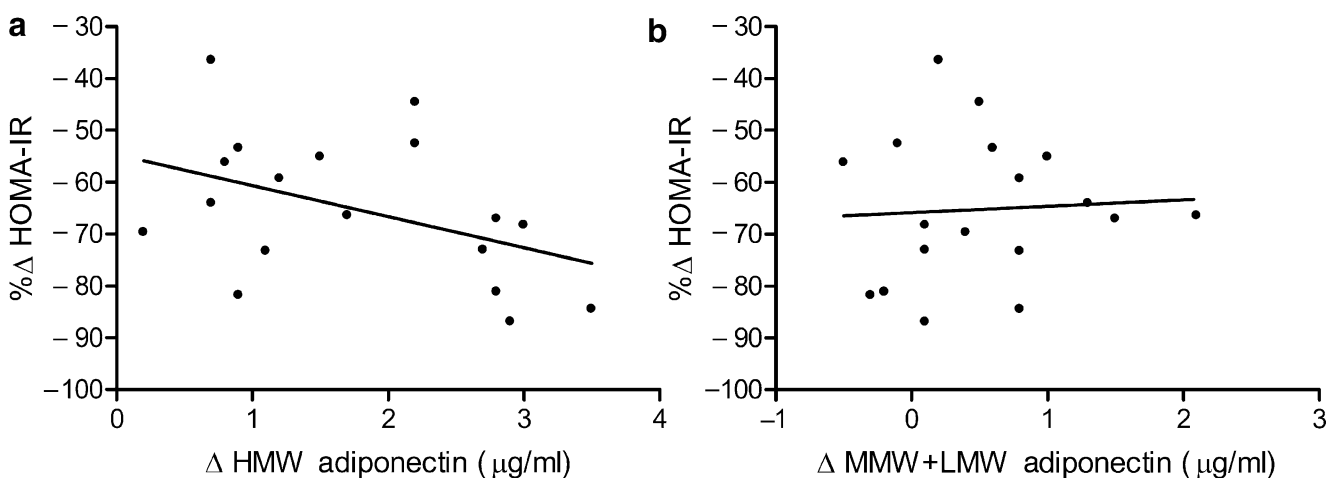 a
%Δ HOMA-IR
−30
−40
−50
−60
−70
−80
−90
−100
0 1 2 3 4
Δ HMW adiponectin (μg/ml)
b
%Δ HOMA-IR
−30
−40
−50
−60
−70
−80
−90
−100
−1 0 1 2 3
Δ MMW+LMW adiponectin (μg/ml)